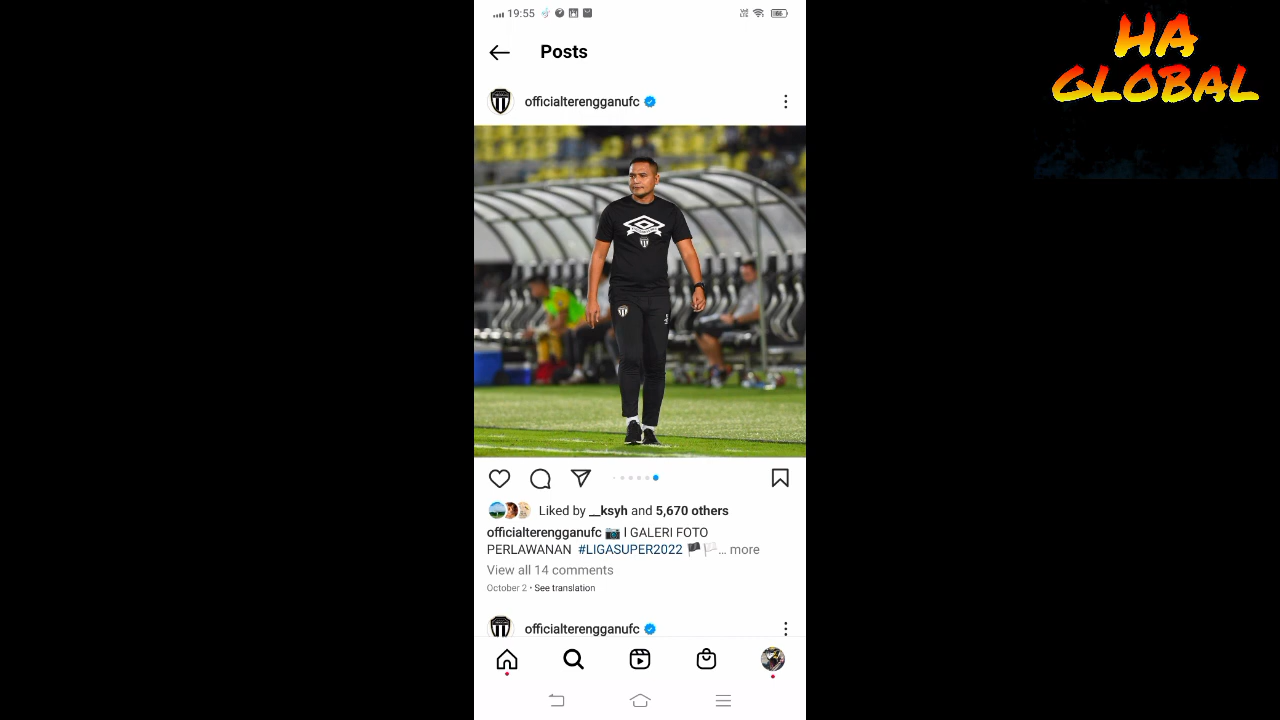 19:55
HA
GLOBAL
Posts
officialterengganufc
Liked by __ksyh and 5,670 others
officialterengganufc 📷 I GALERI FOTO
PERLAWANAN #LIGASUPER2022 🏴🏳️... more
View all 14 comments
October 2 • See translation
officialterengganufc